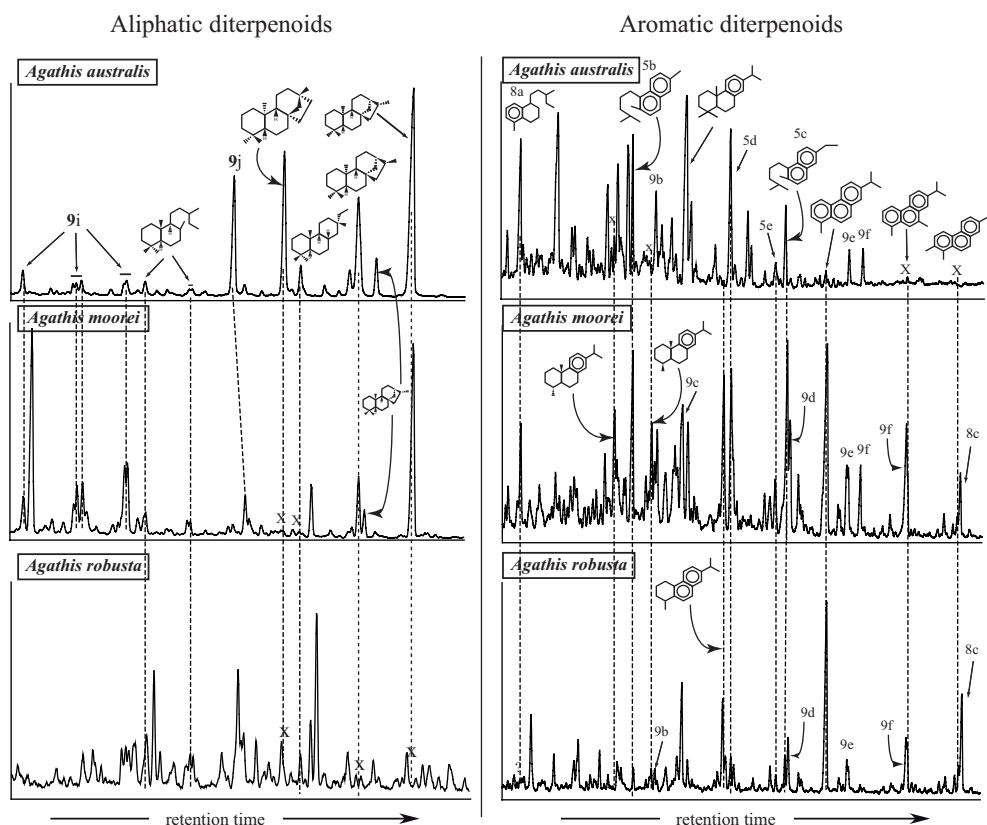 Aliphatic diterpenoids
Aromatic diterpenoids
Agathis australis
9i
9j
Agathis moorei
X
X
Agathis robusta
X
X
X
retention time
Agathis australis
8a
5b
9b
5d
5c
5e
9e
9f
X
X
X
X
Agathis moorei
9c
9d
9e
9f
9f
8c
Agathis robusta
?
9b
9d
9e
9f
8c
retention time